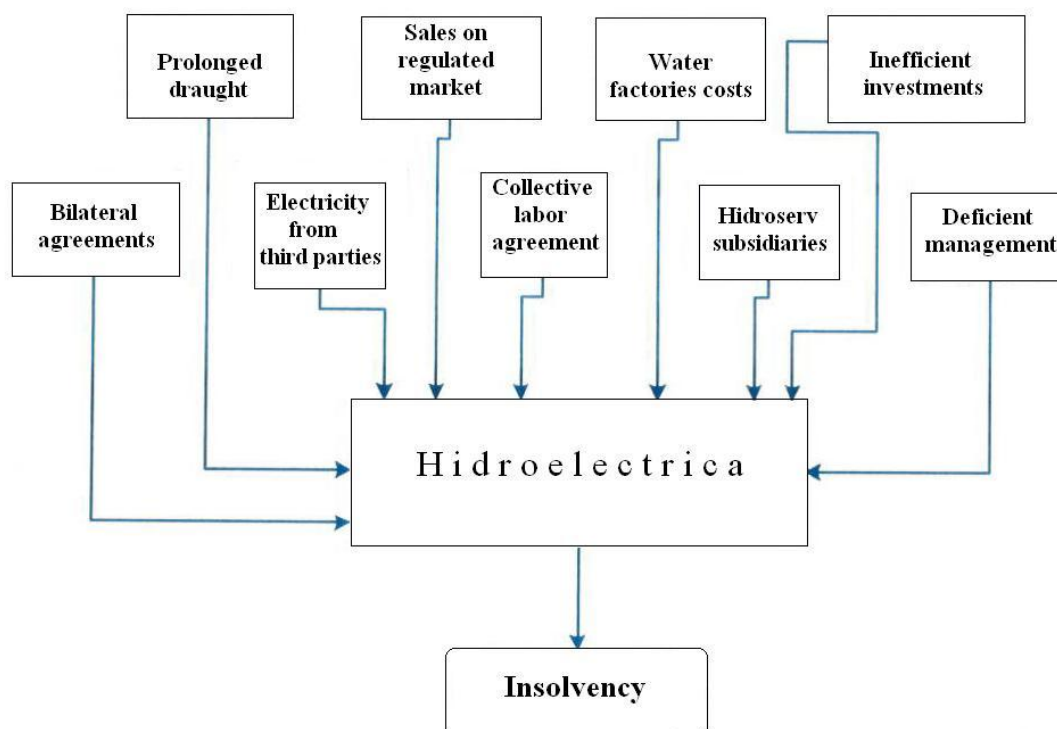 Prolonged
draught
Sales on
regulated
market
Water
factories costs
Inefficient
investments
Bilateral
agreements
Electricity
from
third parties
Collective
labor
agreement
Hidroserv
subsidiaries
Deficient
management
Hidroelectrica
Insolvency